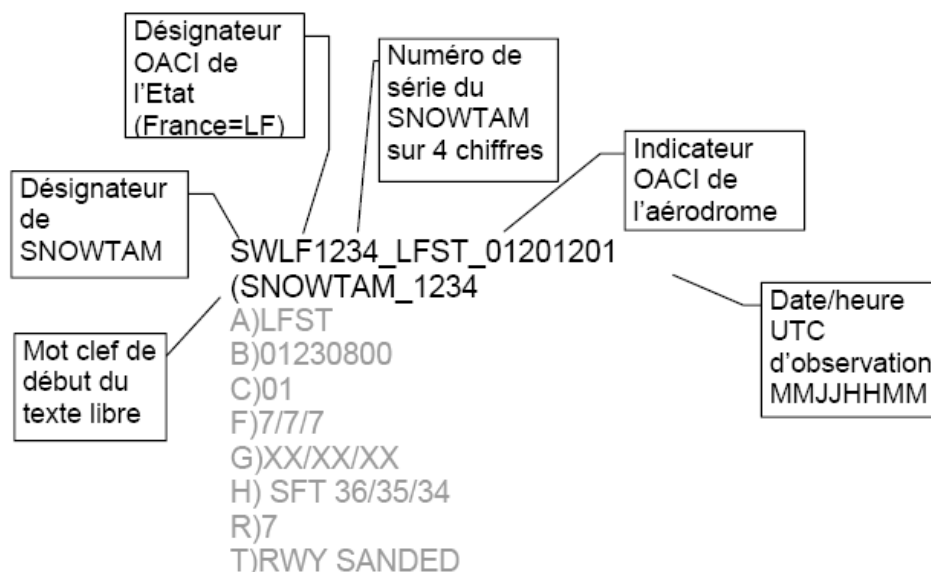 Désignateur
OACI de
l'Etat
(France=LF)
Numéro de
série du
SNOWTAM
sur 4 chiffres
Indicateur
OACI de
l'aérodrome
Désignateur
de
SNOWTAM
SWLF1234_LFST_01201201
(SNOWTAM_1234
A)LFST
B)01230800
C)01
F)7/7/7
G)XX/XX/XX
H) SFT 36/35/34
R)7
T)RWY SANDED
Mot clef de
début du
texte libre
Date/heure
UTC
d'observation
MMJJHHMM